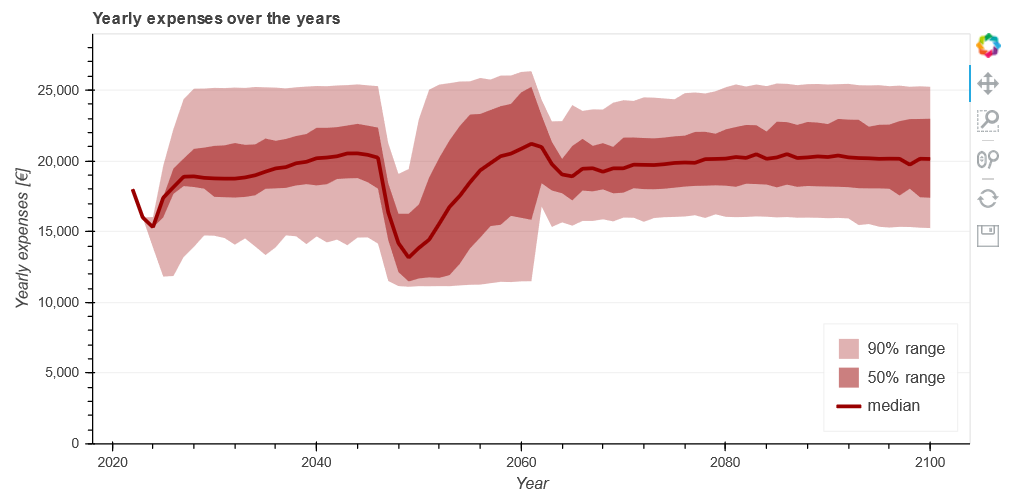 Yearly expenses over the years
Yearly expenses [€]
25,000
20,000
15,000
10,000
5,000
0
2020
2040
2060
2080
2100
Year
90% range
50% range
median